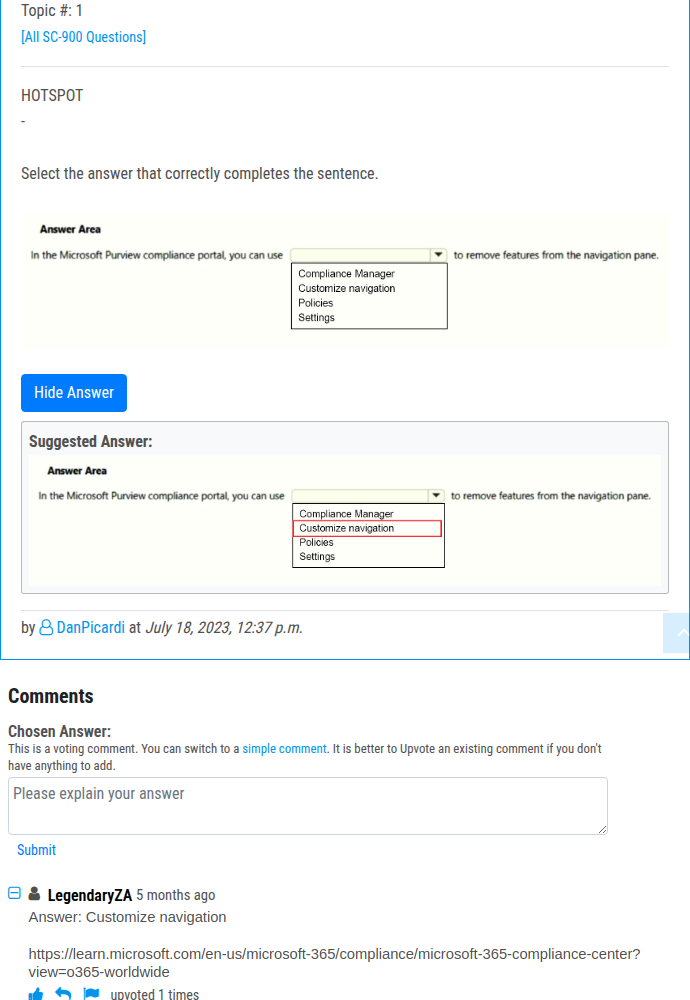 Topic #: 1
[All SC-900 Questions]
HOTSPOT
-
Select the answer that correctly completes the sentence.
Answer Area
In the Microsoft Purview compliance portal, you can use to remove features from the navigation pane.
Compliance Manager
Customize navigation
Policies
Settings
Hide Answer
Suggested Answer:
Answer Area
In the Microsoft Purview compliance portal, you can use to remove features from the navigation pane.
Compliance Manager
Customize navigation
Policies
Settings
by DanPicardi at July 18, 2023, 12:37 p.m.
Comments
Chosen Answer:
This is a voting comment. You can switch to a simple comment. It is better to Upvote an existing comment if you don't
have anything to add.
Please explain your answer
Submit
LegendaryZA 5 months ago
Answer: Customize navigation
https://learn.microsoft.com/en-us/microsoft-365/compliance/microsoft-365-compliance-center?
view=o365-worldwide
upvoted 1 times